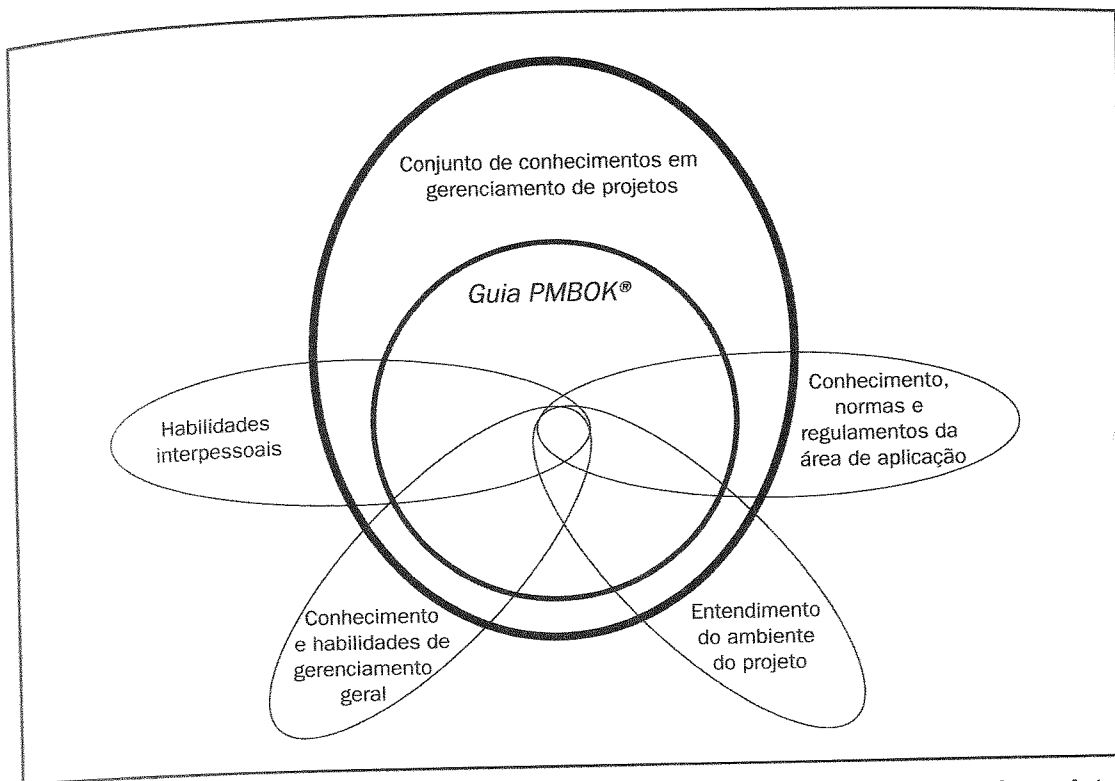 Conjunto de conhecimentos em
gerenciamento de projetos
Guia PMBOK®
Habilidades
interpessoais
Conhecimento,
normas e
regulamentos da
área de aplicação
Conhecimento
e habilidades de
gerenciamento
geral
Entendimento
do ambiente
do projeto